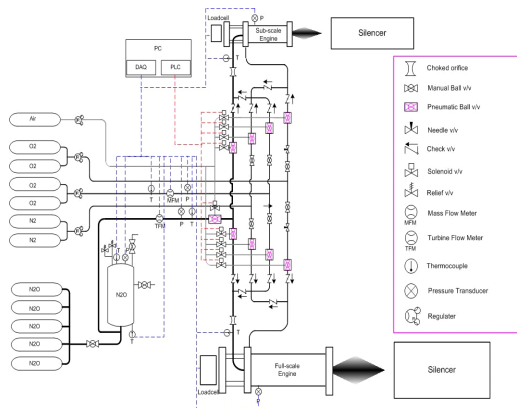 Loadcell
P
Sub-scale
Engine
Silencer
PC
DAQ
PLC
T
Air
O2
O2
O2
O2
N2
N2
T
MFM
P
TFM
P
T
T
P
N2O
T
N2O
N2O
N2O
N2O
N2O
T
Loadcell
Full-scale
Engine
P
Silencer
Choked orifice
Manual Ball v/v
Pneumatic Ball v/v
Needle v/v
Check v/v
Solenoid v/v
Relief v/v
MFM
Mass Flow Meter
TFM
Turbine Flow Meter
Thermocouple
Pressure Transducer
Regulater